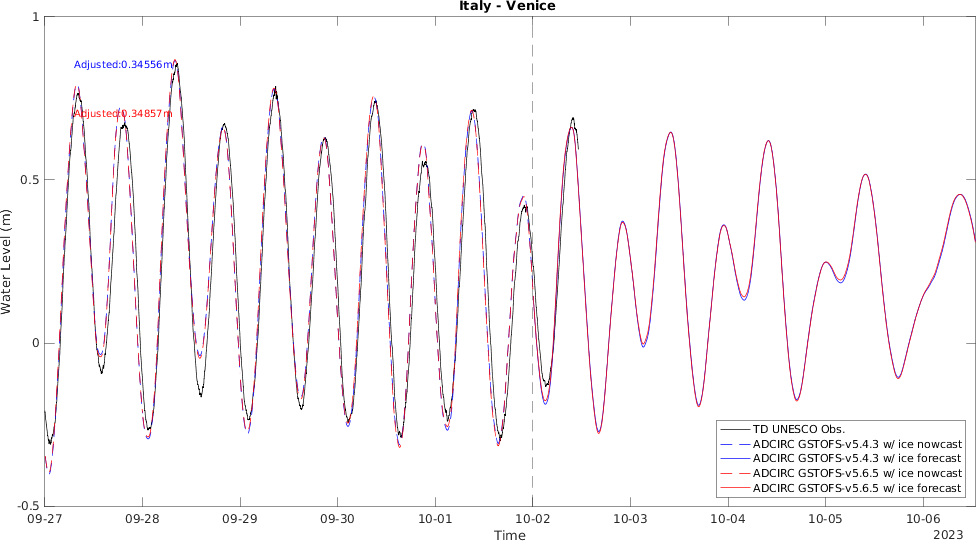 Italy - Venice
1
Adjusted:0.34556m
Adjusted:0.34857m
0.5
0
-0.5
Water Level (m)
TD UNESCO Obs.
ADCIRC GSTOFS-v5.4.3 w/ ice nowcast
ADCIRC GSTOFS-v5.4.3 w/ ice forecast
ADCIRC GSTOFS-v5.6.5 w/ ice nowcast
ADCIRC GSTOFS-v5.6.5 w/ ice forecast
09-27 09-28 09-29 09-30 10-01 10-02 10-03 10-04 10-05 10-06
Time
2023